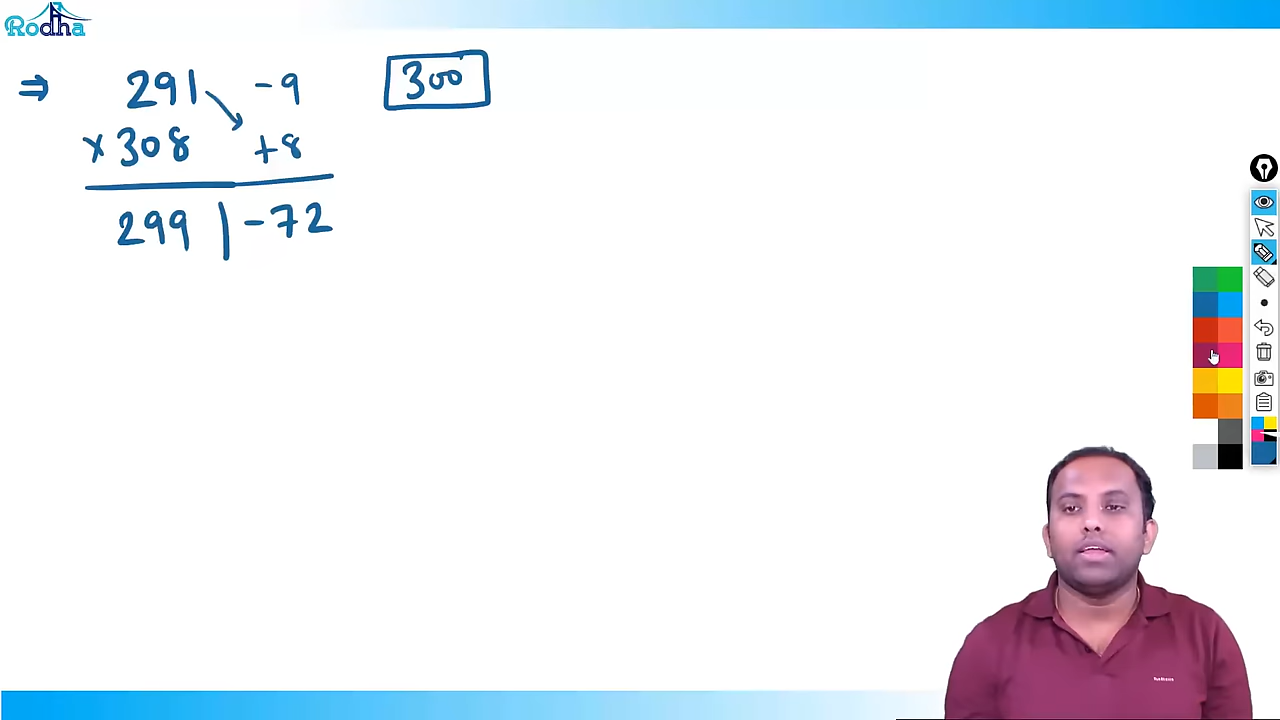 Rodha
⇒ 291 -9 300
×308 +8
299 | -72